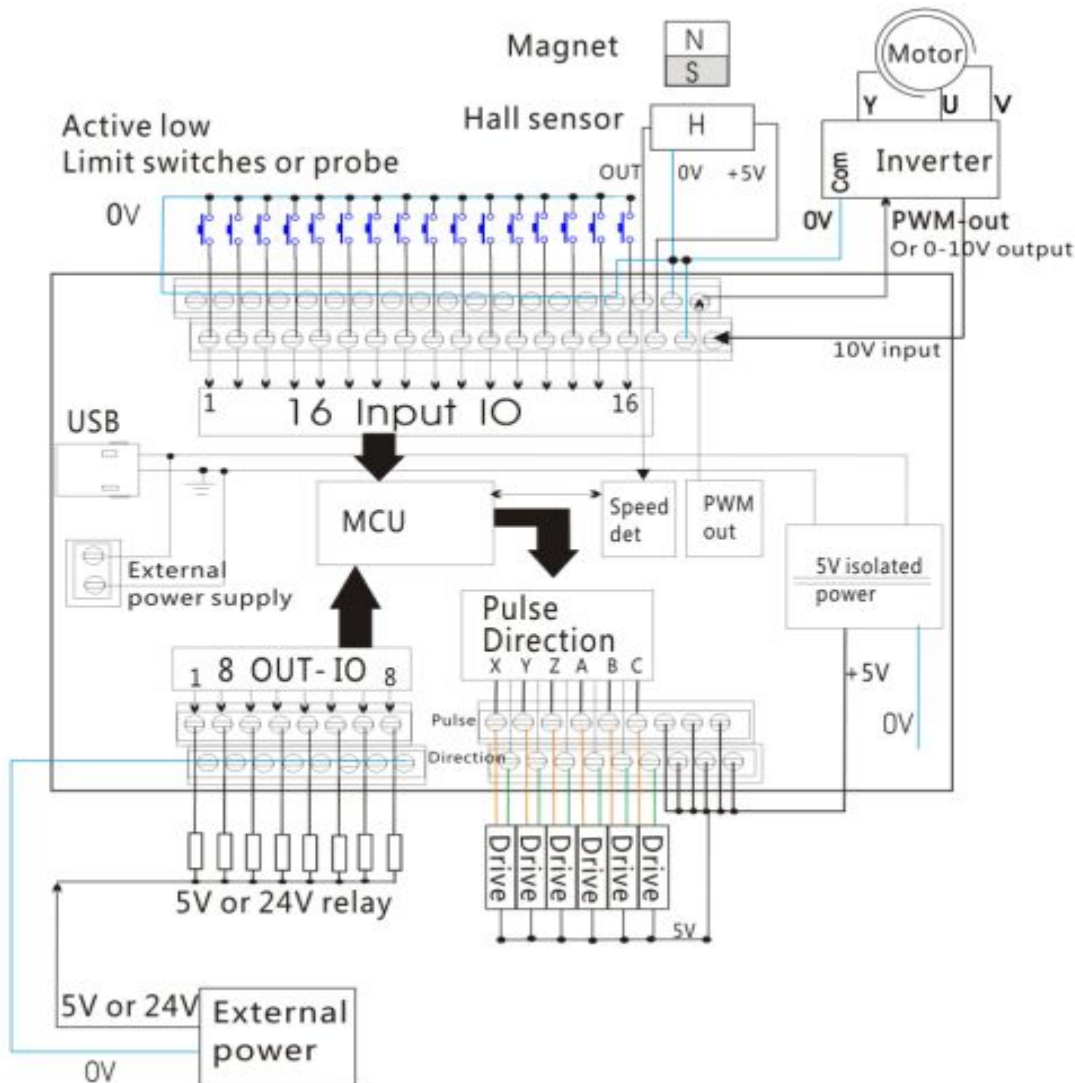 Magnet
N
S
Motor
Y U V
Hall sensor
H
Com
Inverter
Active low
Limit switches or probe
OUT 0V +5V
0V
0V
PWM-out
Or 0-10V output
10V input
1 16 Input IO 16
USB
MCU
Speed
det
PWM
out
External
power supply
5V isolated
power
Pulse
Direction
X Y Z A B C
1 8 OUT-IO 8
+5V
0V
Pulse
Direction
Drive
Drive
Drive
Drive
Drive
Drive
5V or 24V relay
5V
5V or 24V
External
power
0V